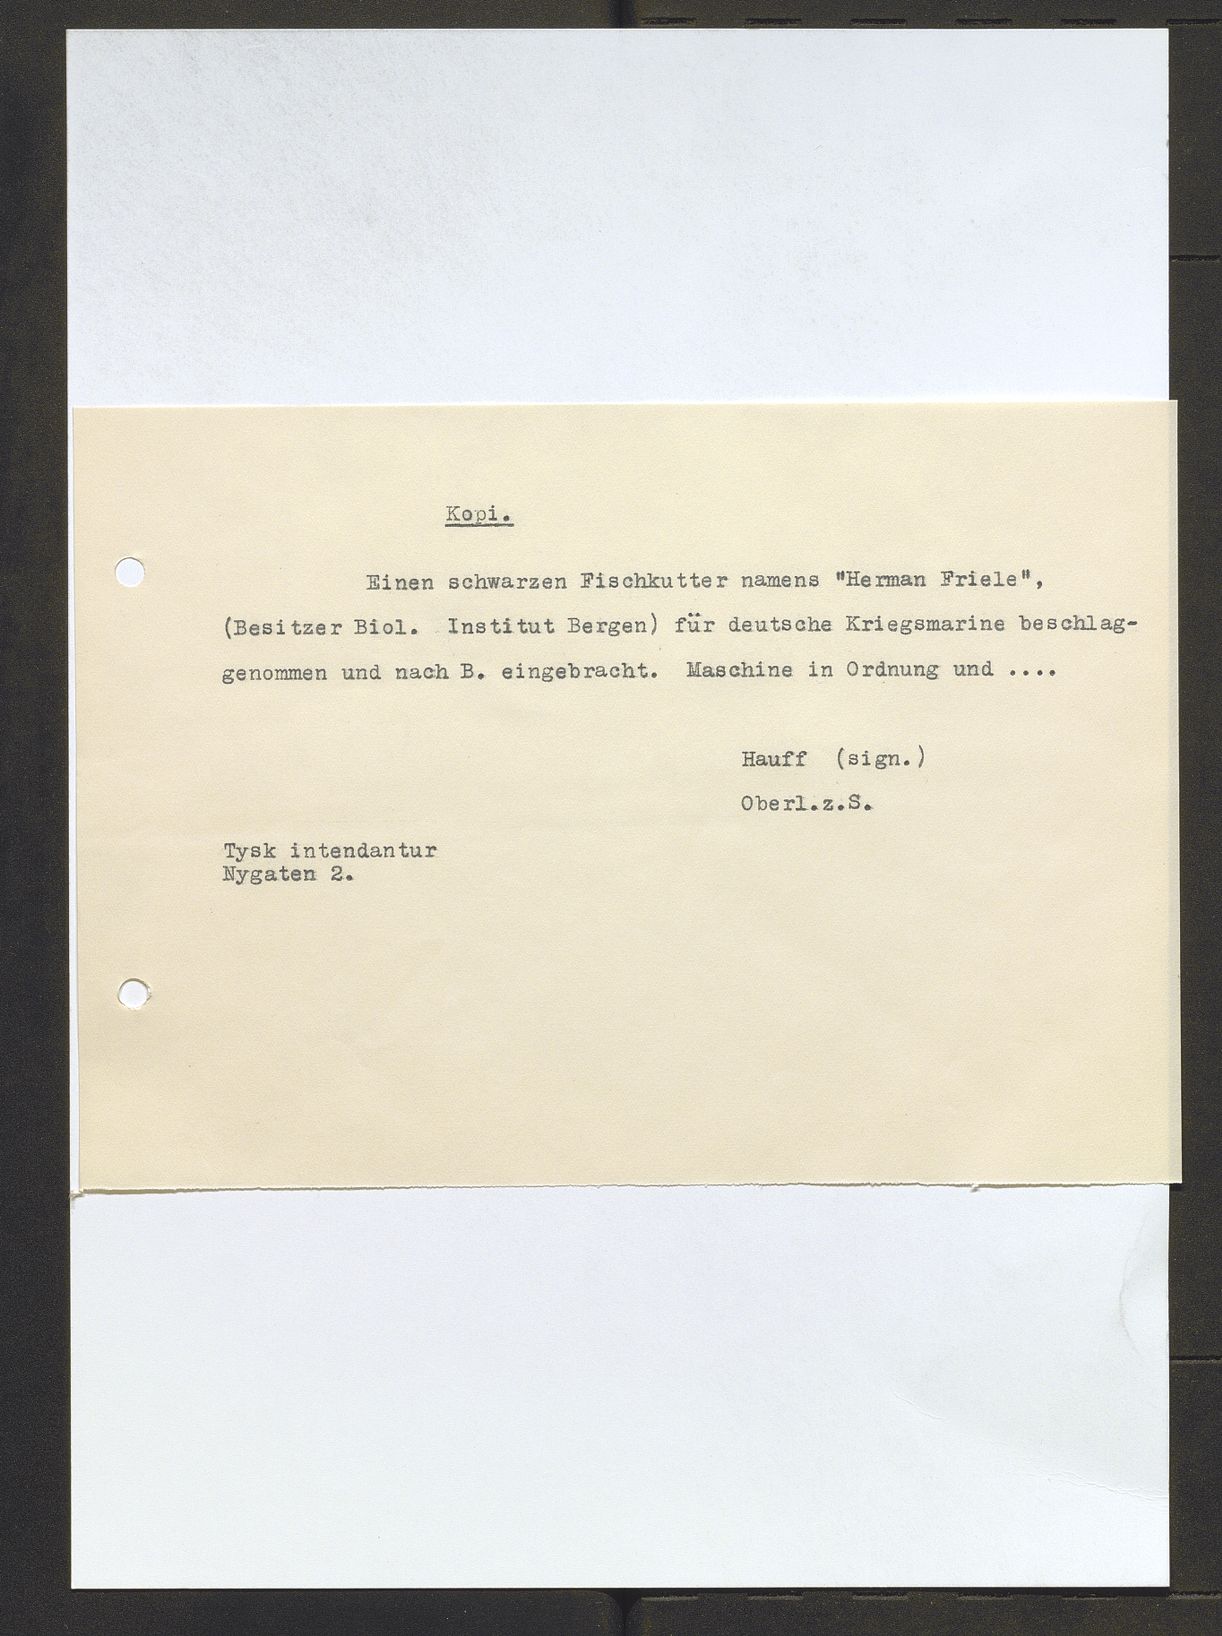 Kopi.
Einen schwarzen Fischkutter namens "Herman Friele",
(Besitzer Biol. Institut Bergen) für deutsche Kriegsmarine beschlag-
genommen und nach B. eingebracht. Maschine in Ordnung und ....
Hauff (sign.)
Oberl.z.S.
Tysk intendantur
Nygaten 2.